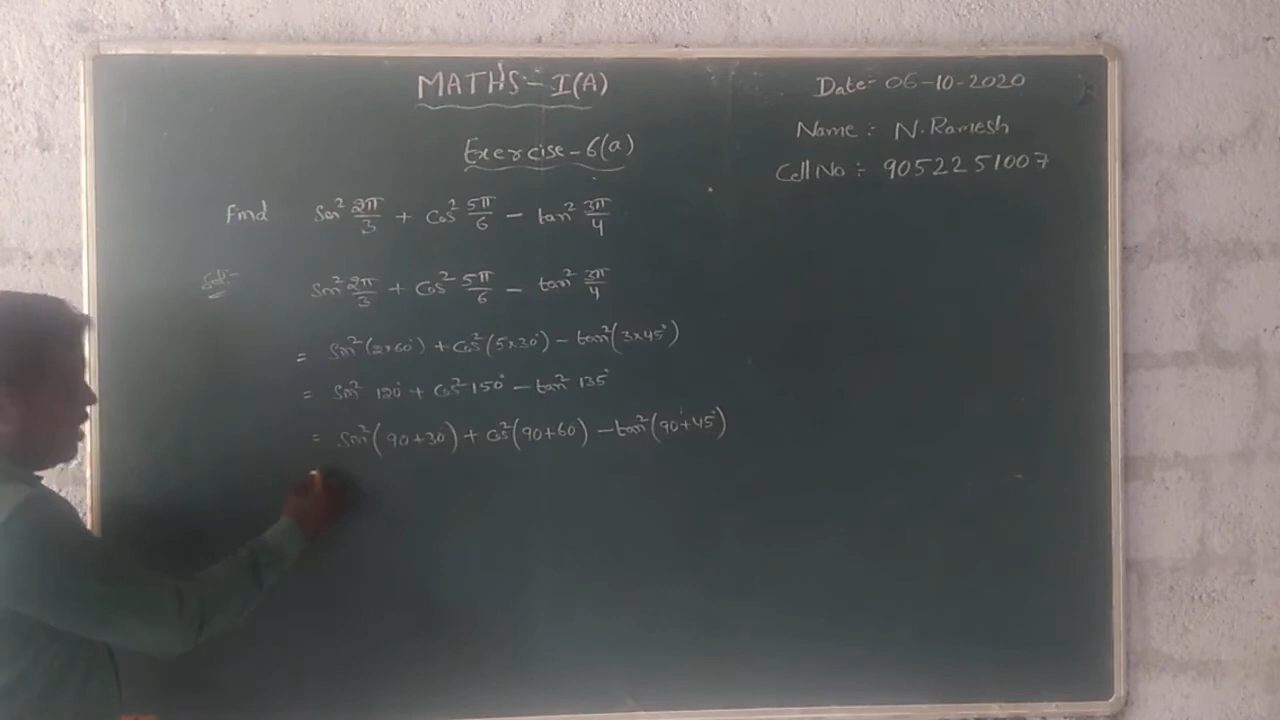 MATHS - I(A)
Date:- 06-10-2020
Name :- N. Ramesh
Cell No :- 9052251007
Exercise - 6(a)
Find sin² 2π/3 + cos² 5π/6 - tan² 3π/4
Sol:- sin² 2π/3 + cos² 5π/6 - tan² 3π/4
= sin²(2×60°) + cos²(5×30°) - tan²(3×45°)
= sin² 120° + cos² 150° - tan² 135°
= sin²(90+30) + cos²(90+60) - tan²(90+45°)